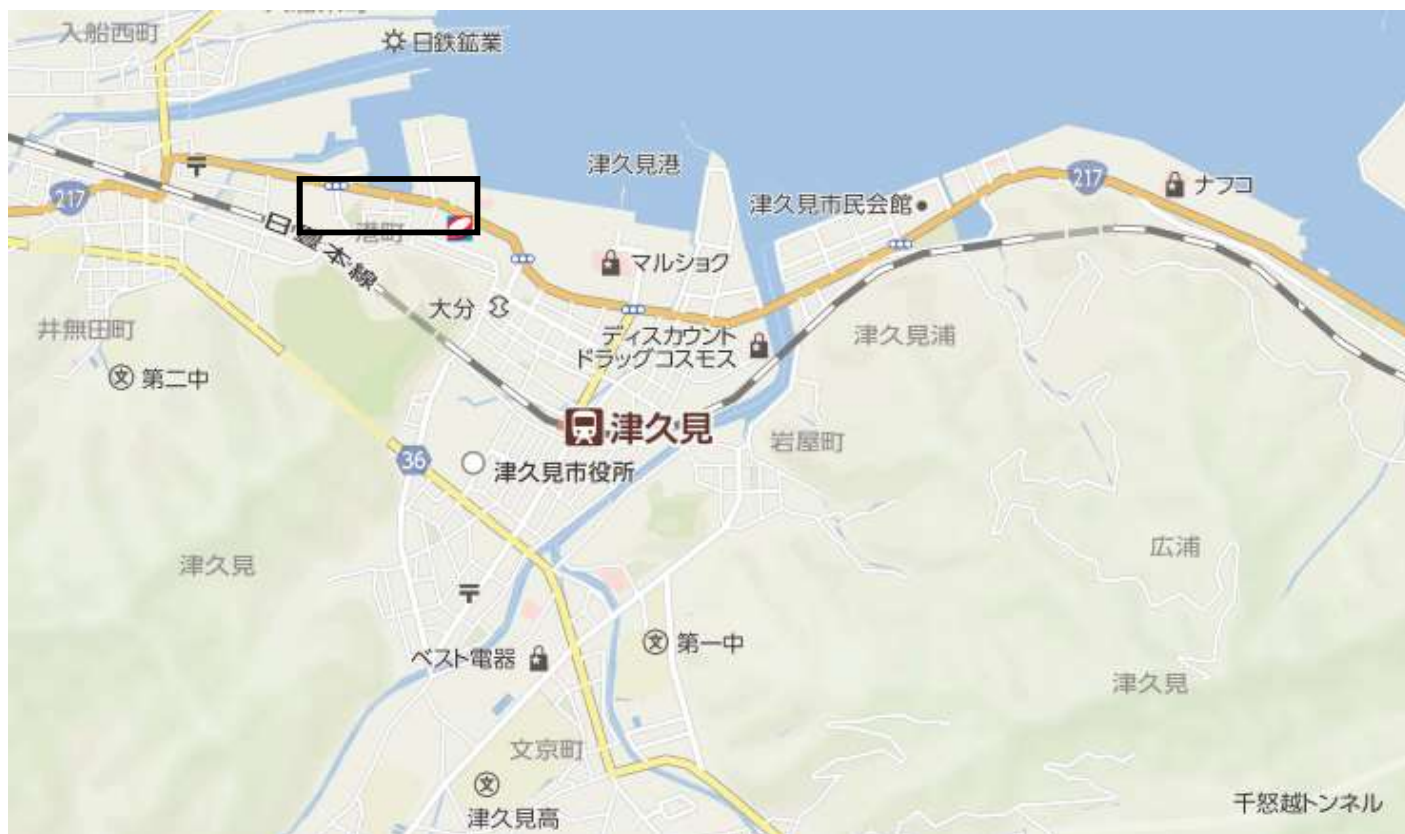 入船西町
日鉄鉱業
217
津久見港
津久見市民会館
217
ナフコ
日豊本線
港町
マルショク
大分
井無田町
ディスカウント
ドラッグコスモス
津久見浦
第二中
津久見
岩屋町
36
津久見市役所
津久見
広浦
第一中
ベスト電器
津久見
文京町
津久見高
千怒越トンネル